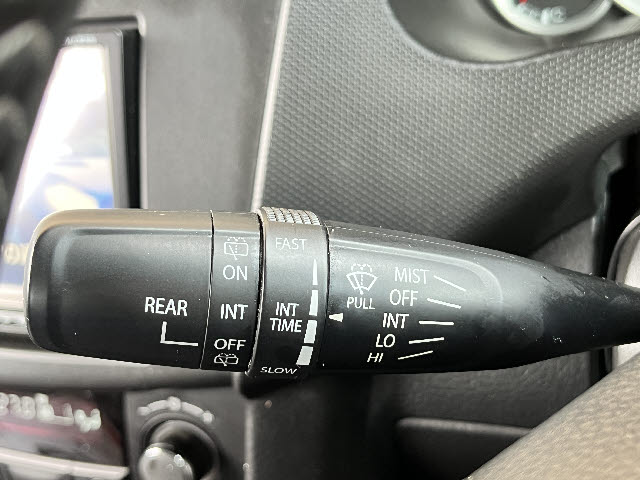 REAR
ON
INT
OFF
FAST
INT
TIME
SLOW
PULL
MIST
OFF
INT
LO
HI